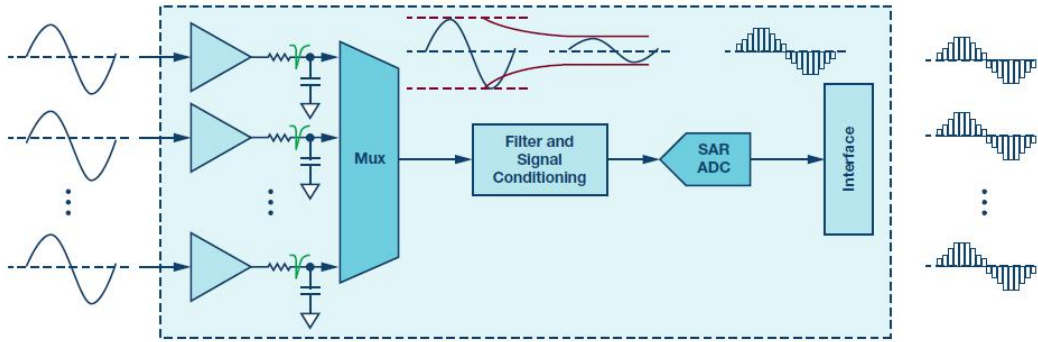 Mux
Filter and
Signal
Conditioning
SAR
ADC
Interface